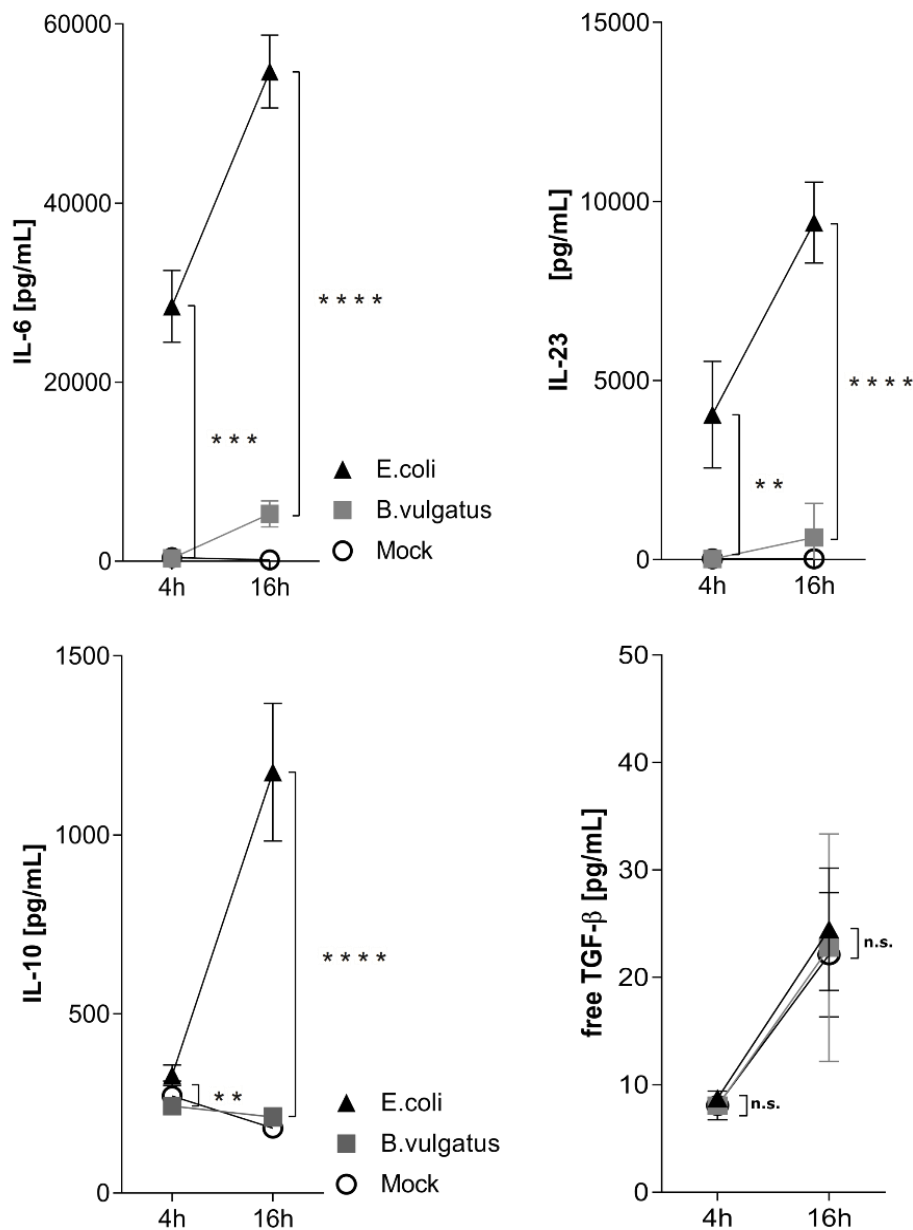 60000
40000
20000
0
IL-6 [pg/mL]
* * *
* * * *
4h
16h
E.coli
B.vulgatus
Mock
15000
10000
5000
0
IL-23 [pg/mL]
* *
* * * *
4h
16h
1500
1000
500
0
IL-10 [pg/mL]
* *
* * * *
4h
16h
E.coli
B.vulgatus
Mock
50
40
30
20
10
0
free TGF-β [pg/mL]
n.s.
n.s.
4h
16h